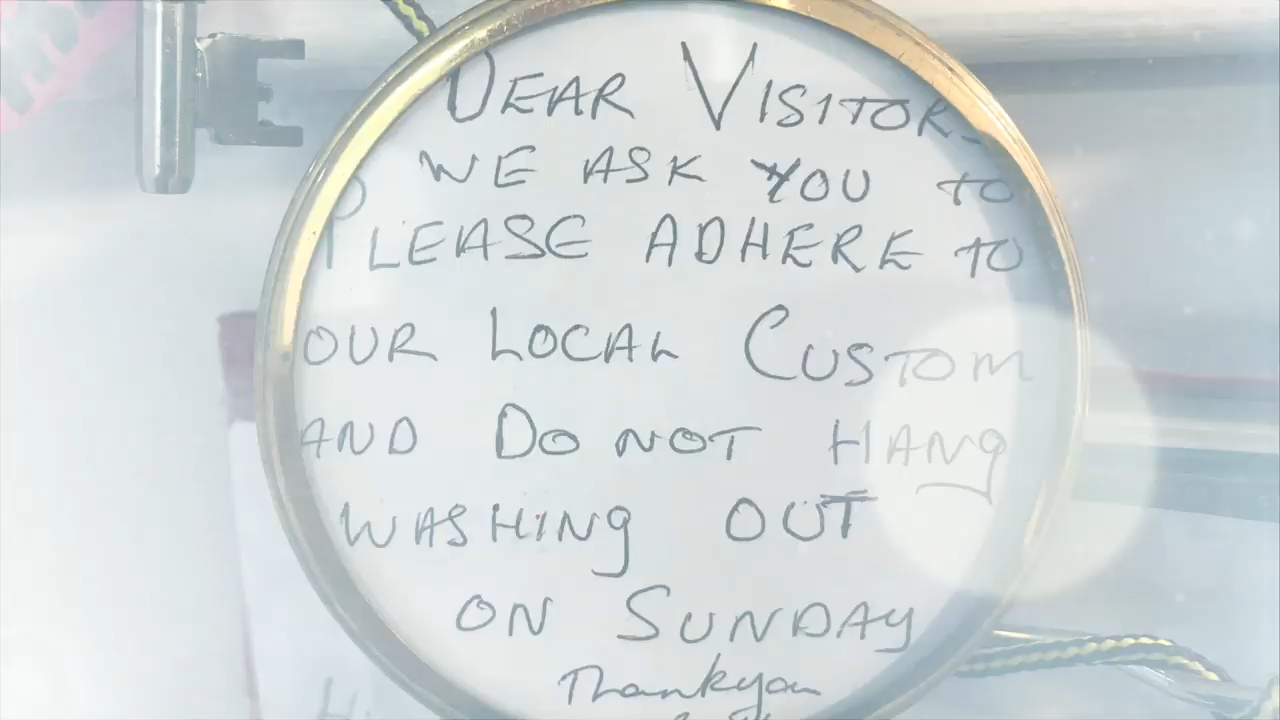 DEAR VISITOR_
WE ASK YOU TO
PLEASE ADHERE TO
OUR LOCAL CUSTOM
AND DO NOT HANG
WASHING OUT
ON SUNDAY
Thankyou